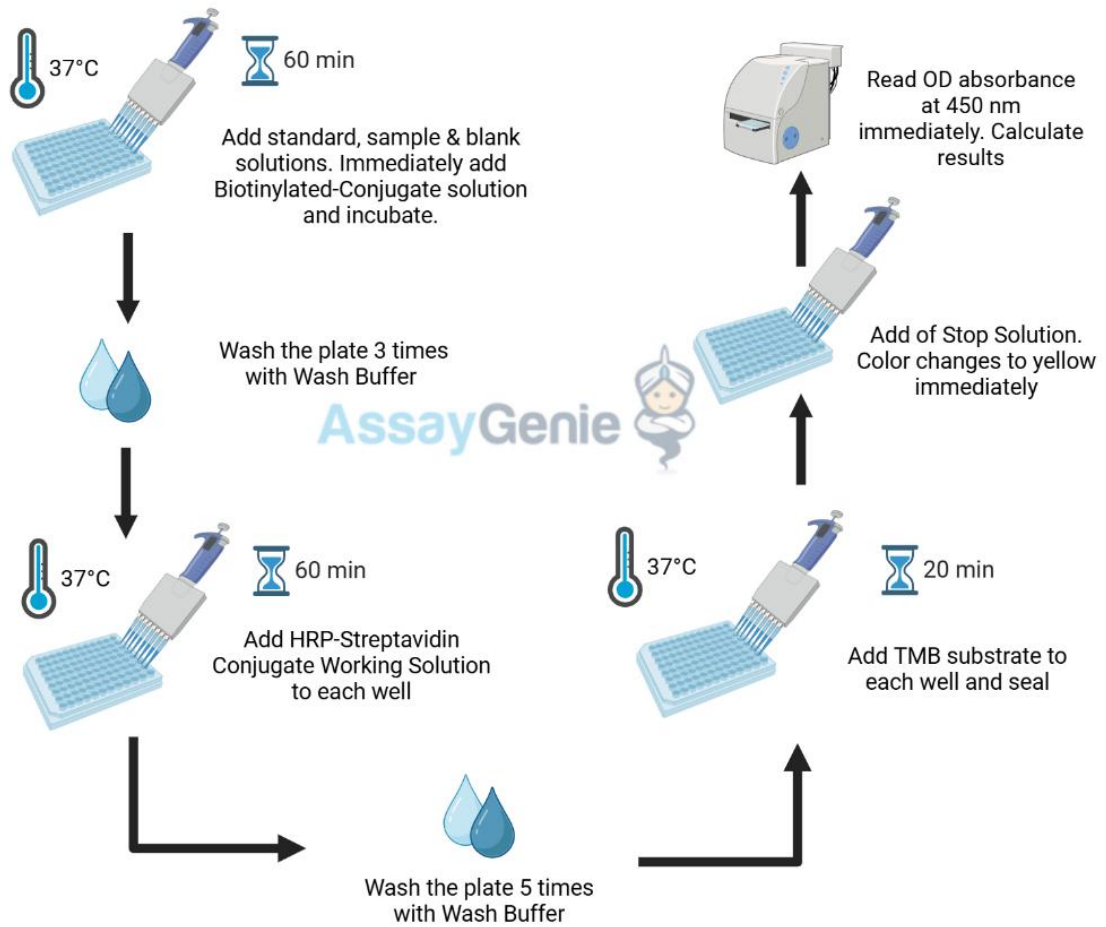 37°C
60 min
Add standard, sample & blank
solutions. Immediately add
Biotinylated-Conjugate solution
and incubate.
Wash the plate 3 times
with Wash Buffer
37°C
60 min
Add HRP-Streptavidin
Conjugate Working Solution
to each well
Wash the plate 5 times
with Wash Buffer
37°C
20 min
Add TMB substrate to
each well and seal
Add of Stop Solution.
Color changes to yellow
immediately
Read OD absorbance
at 450 nm
immediately. Calculate
results
AssayGenie